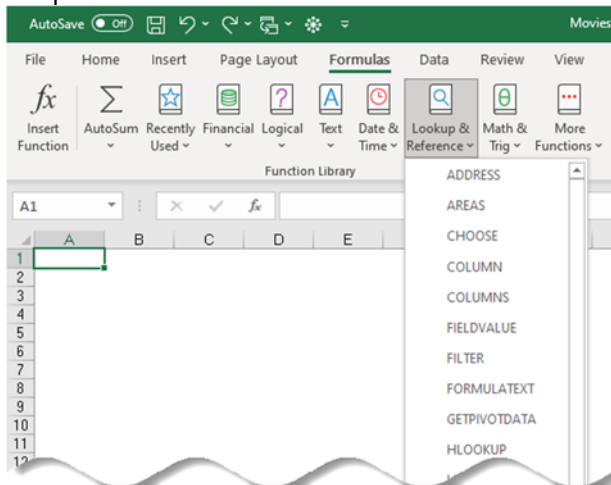 AutoSave Off Movies
File Home Insert Page Layout Formulas Data Review View
fx Σ ? A θ
Insert Function AutoSum Recently Used Financial Logical Text Date & Time Lookup & Reference Math & Trig More Functions
Function Library
A1 fx
A B C D E
1
2
3
4
5
6
7
8
9
10
11
12
ADDRESS
AREAS
CHOOSE
COLUMN
COLUMNS
FIELDVALUE
FILTER
FORMULATEXT
GETPIVOTDATA
HLOOKUP